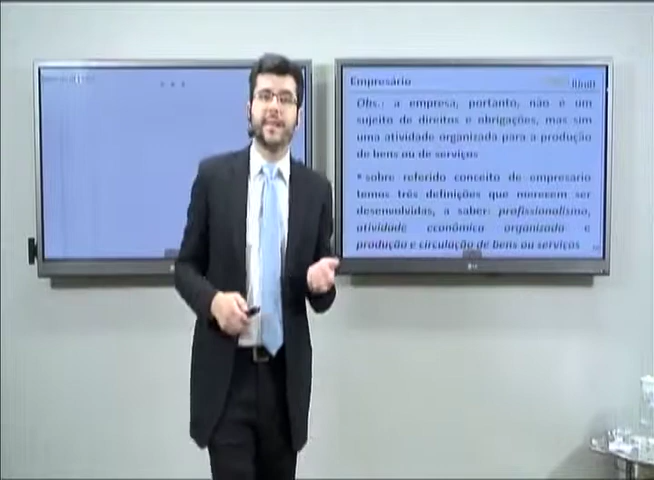 Empresário
Obs.: a empresa, portanto, não é um
sujeito de direitos e obrigações, mas sim
uma atividade organizada para a produção
de bens ou de serviços
* sobre referido conceito de empresário
temos três definições que merecem ser
desenvolvidas, a saber: profissionalismo,
atividade econômica organizada e
produção e circulação de bens ou serviços
LG